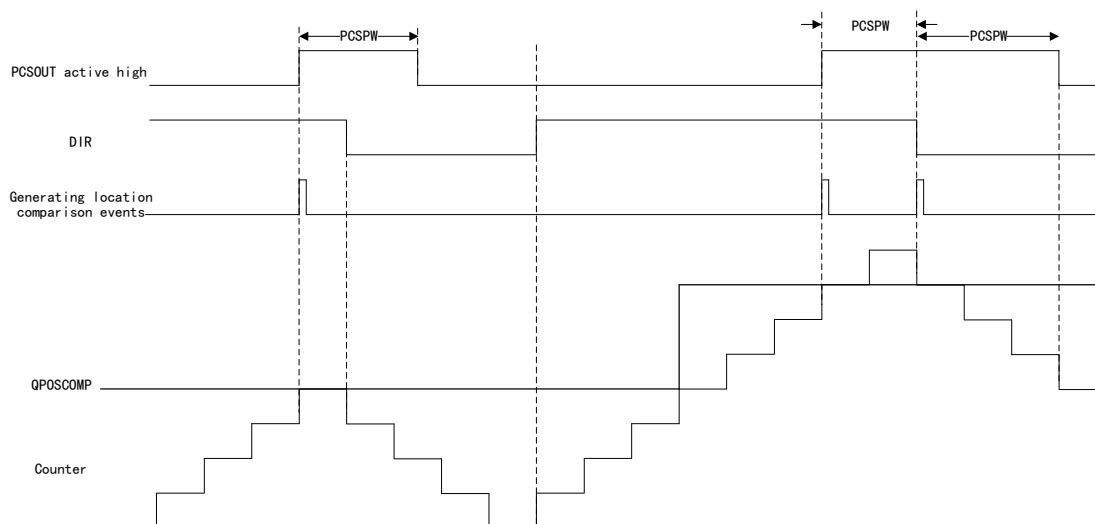 PCSPW
PCSPW
PCSPW
PCSOUT active high
DIR
Generating location
comparison events
QPOSCOMP
Counter